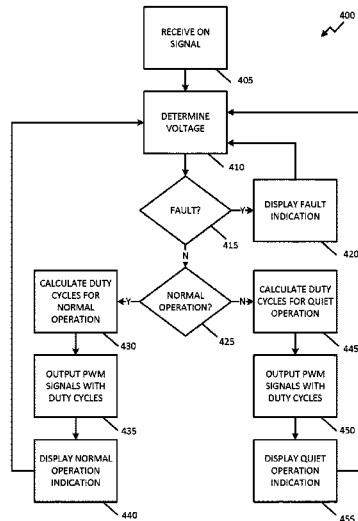 400
RECEIVE ON
SIGNAL
405
DETERMINE
VOLTAGE
410
FAULT?
Y
DISPLAY FAULT
INDICATION
415
420
N
CALCULATE DUTY
CYCLES FOR
NORMAL
OPERATION
Y
NORMAL
OPERATION?
N
CALCULATE DUTY
CYCLES FOR QUIET
OPERATION
430
425
445
OUTPUT PWM
SIGNALS WITH
DUTY CYCLES
OUTPUT PWM
SIGNALS WITH
DUTY CYCLES
435
450
DISPLAY NORMAL
OPERATION
INDICATION
DISPLAY QUIET
OPERATION
INDICATION
440
455